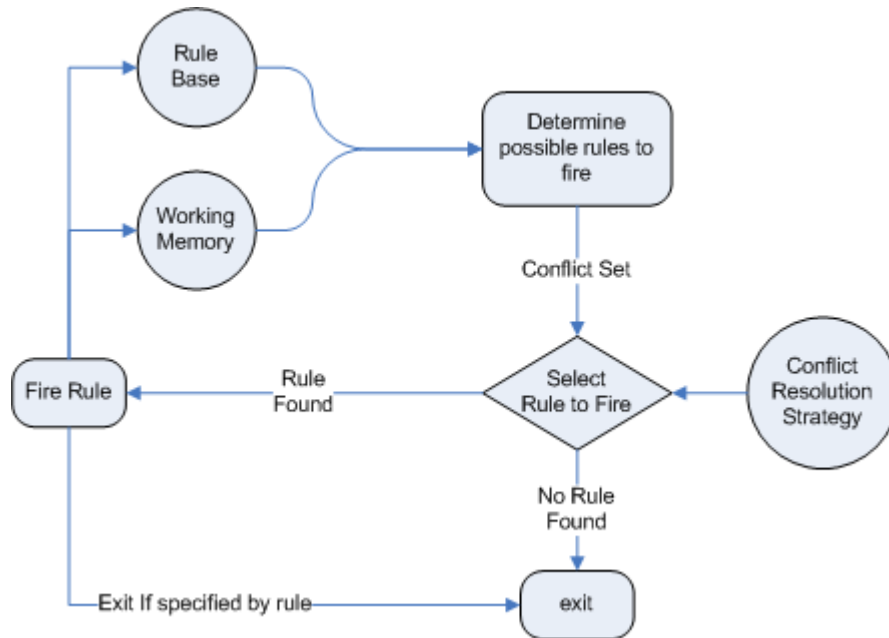 Rule
Base
Determine
possible rules to
fire
Working
Memory
Conflict Set
Fire Rule
Rule
Found
Select
Rule to Fire
Conflict
Resolution
Strategy
No Rule
Found
Exit If specified by rule
exit